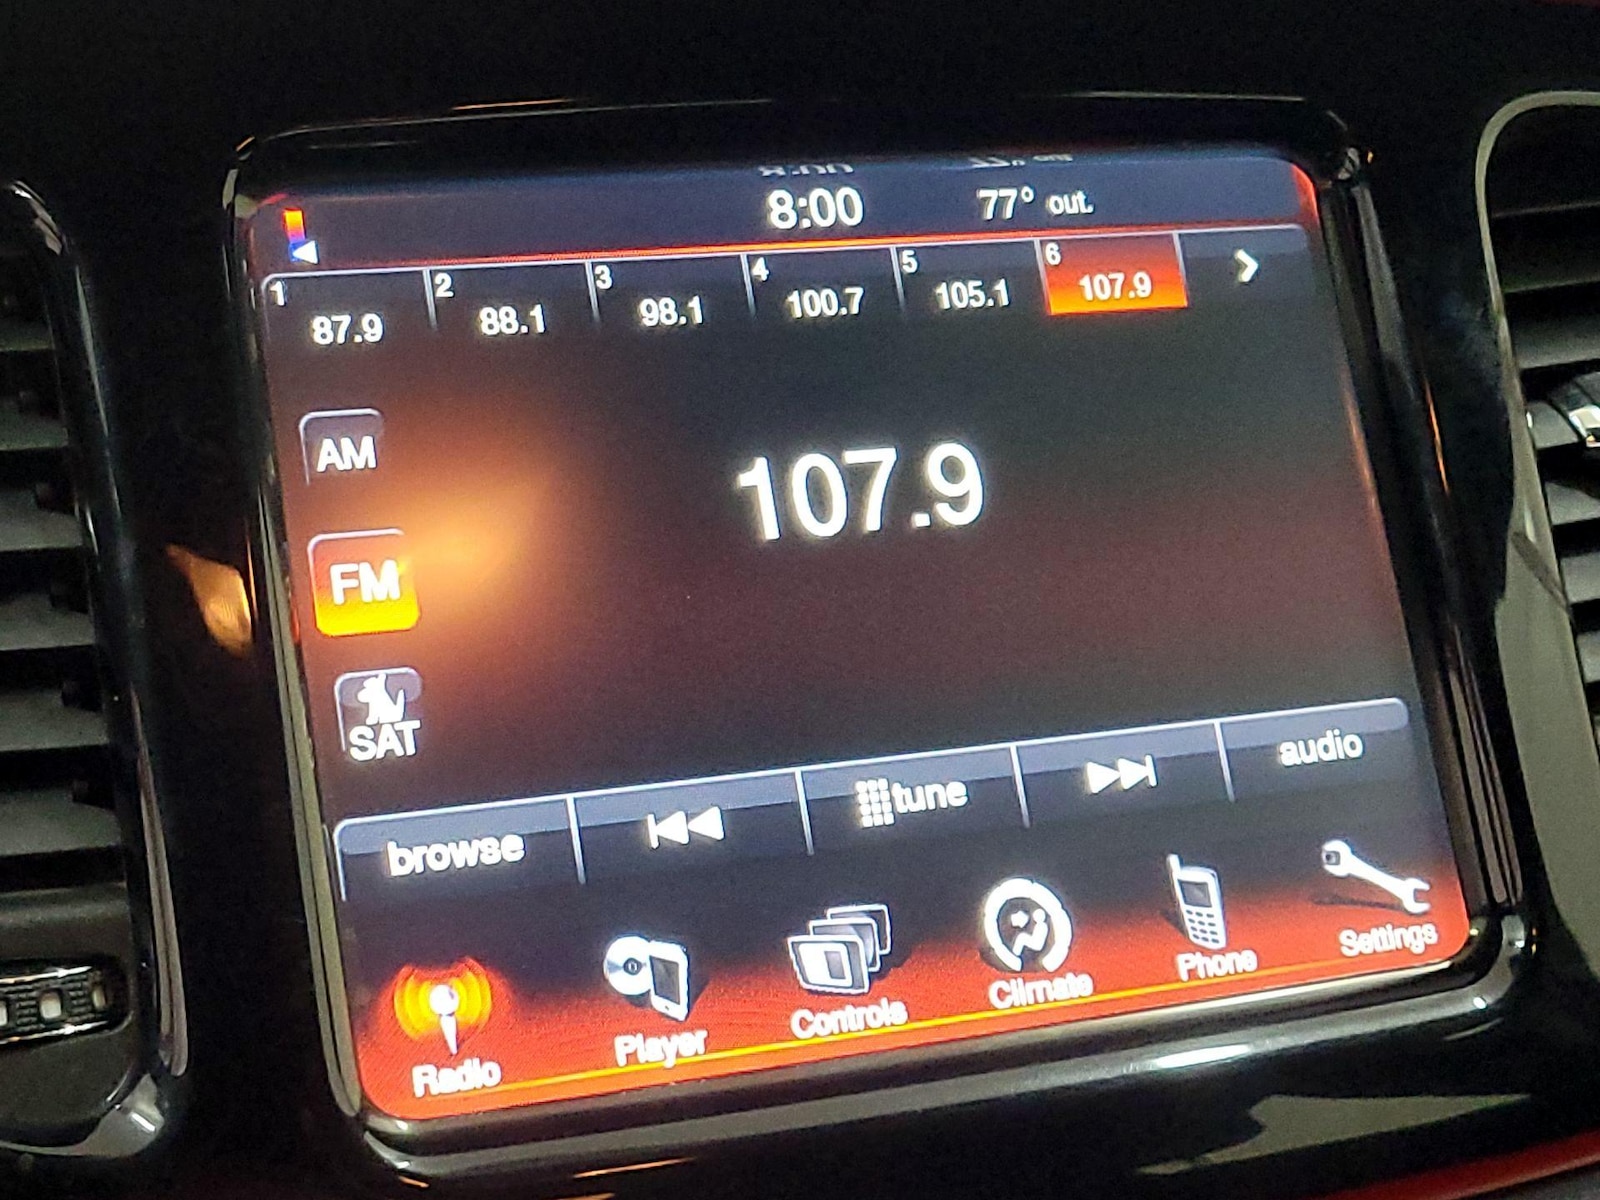 8:00 77° out.
1 2 3 4 5 6
87.9 88.1 98.1 100.7 105.1 107.9
AM
107.9
FM
SAT
browse tune audio
Radio Player Controls Climate Phone Settings